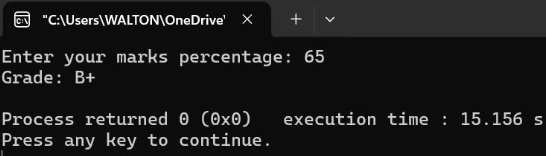 "C:\Users\WALTON\OneDrive\
Enter your marks percentage: 65
Grade: B+
Process returned 0 (0x0)   execution time : 15.156 s
Press any key to continue.